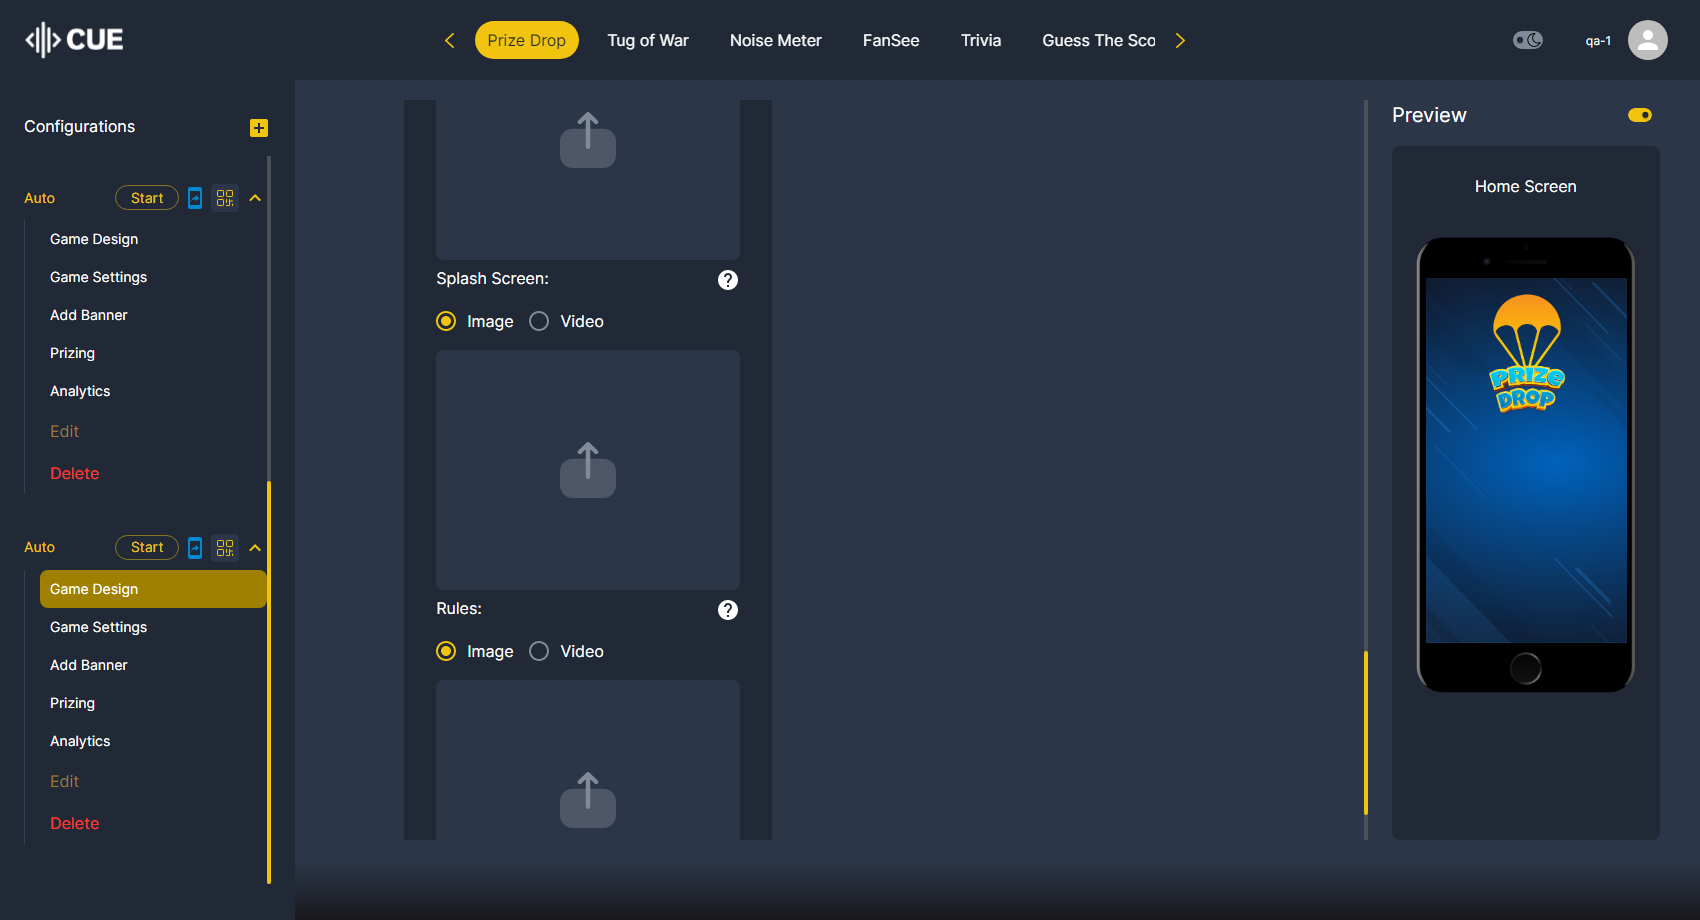 CUE
Prize Drop
Tug of War
Noise Meter
FanSee
Trivia
Guess The Sco
qa-1
Configurations
Auto
Start
Game Design
Game Settings
Add Banner
Prizing
Analytics
Edit
Delete
Auto
Start
Game Design
Game Settings
Add Banner
Prizing
Analytics
Edit
Delete
Splash Screen:
?
Image
Video
Rules:
?
Image
Video
Preview
Home Screen
PRIZE
DROP